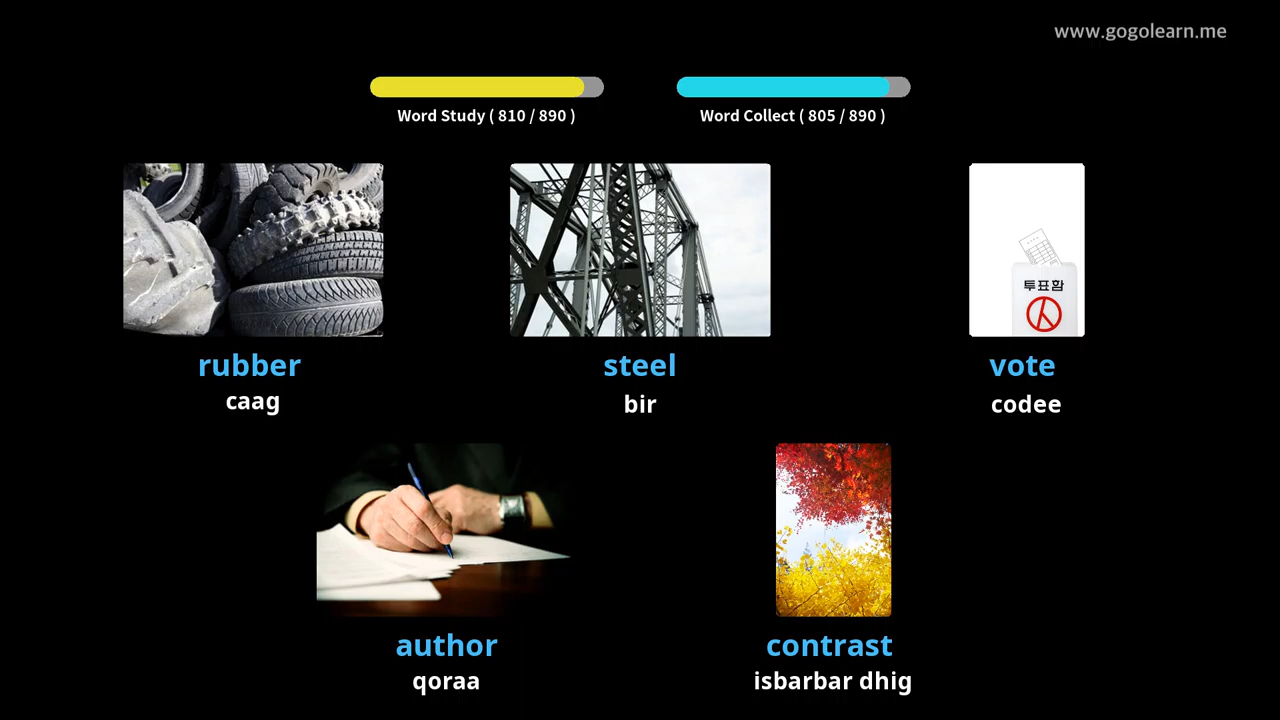 www.gogolearn.me
Word Study ( 810 / 890 )
Word Collect ( 805 / 890 )
투표함
rubber
caag
steel
bir
vote
codee
author
qoraa
contrast
isbarbar dhig